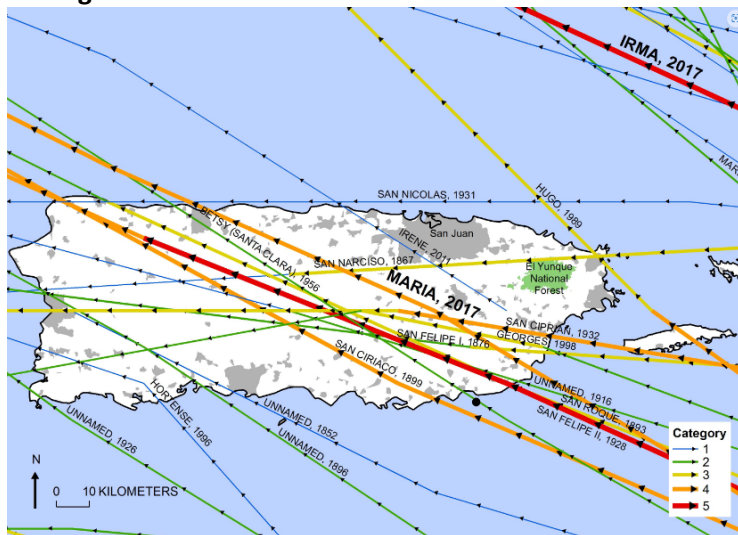 IRMA, 2017
MAR
HUGO, 1989
SAN NICOLAS, 1931
BETSY (SANTA CLARA), 1956
IRENE, 2011
San Juan
SAN NARCISO, 1867
El Yunque
National
Forest
MARIA, 2017
SAN CIPRIAN, 1932
GEORGES, 1998
SAN FELIPE I, 1876
SAN CIRIACO, 1899
UNNAMED, 1916
SAN ROQUE, 1893
SAN FELIPE II, 1928
HORTENSE, 1996
UNNAMED, 1926
UNNAMED, 1852
UNNAMED, 1896
N
0 10 KILOMETERS
Category
1
2
3
4
5